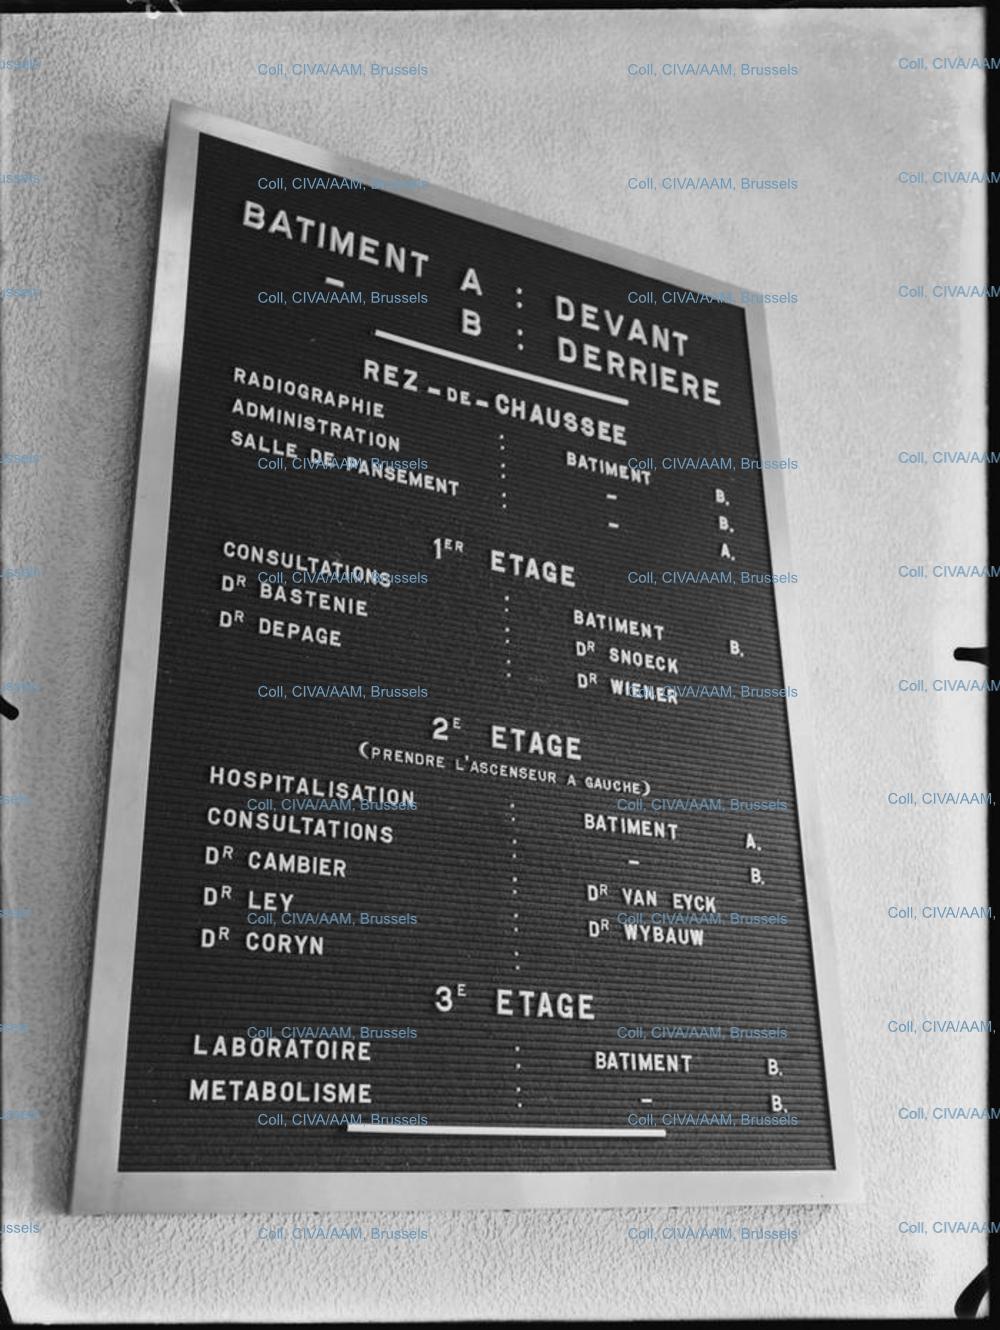 BATIMENT A : DEVANT
– B : DERRIERE
REZ-DE-CHAUSSEE
RADIOGRAPHIE : BATIMENT B.
ADMINISTRATION : – B.
SALLE DE PANSEMENT : – A.
1ER ETAGE
CONSULTATIONS : BATIMENT B.
DR BASTENIE : DR SNOECK
DR DEPAGE : DR WIENER
2E ETAGE
(PRENDRE L'ASCENSEUR A GAUCHE)
HOSPITALISATION : BATIMENT A.
CONSULTATIONS : – B.
DR CAMBIER : DR VAN EYCK
DR LEY : DR WYBAUW
DR CORYN :
3E ETAGE
LABORATOIRE : BATIMENT B.
METABOLISME : – B.
Coll, CIVA/AAM, Brussels